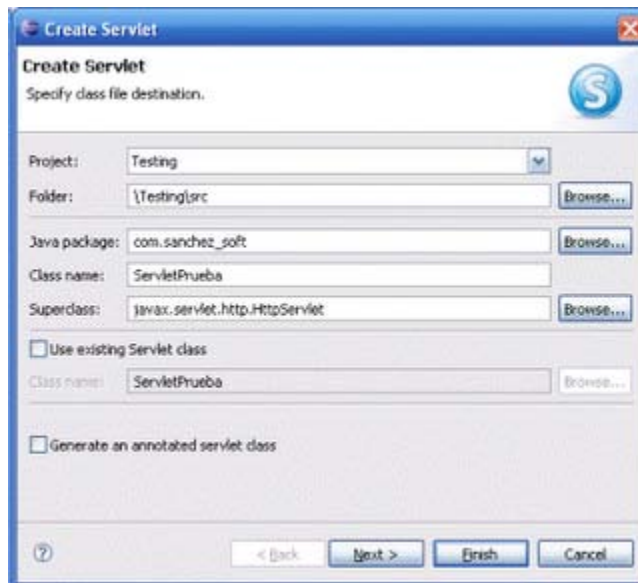 Create Servlet
Create Servlet
Specify class file destination.
Project: Testing
Folder: \Testing\src Browse...
Java package: com.sanchez_soft Browse...
Class name: ServletPrueba
Superclass: javax.servlet.http.HttpServlet Browse...
Use existing Servlet class
Class name: ServletPrueba Browse...
Generate an annotated servlet class
< Back Next > Finish Cancel